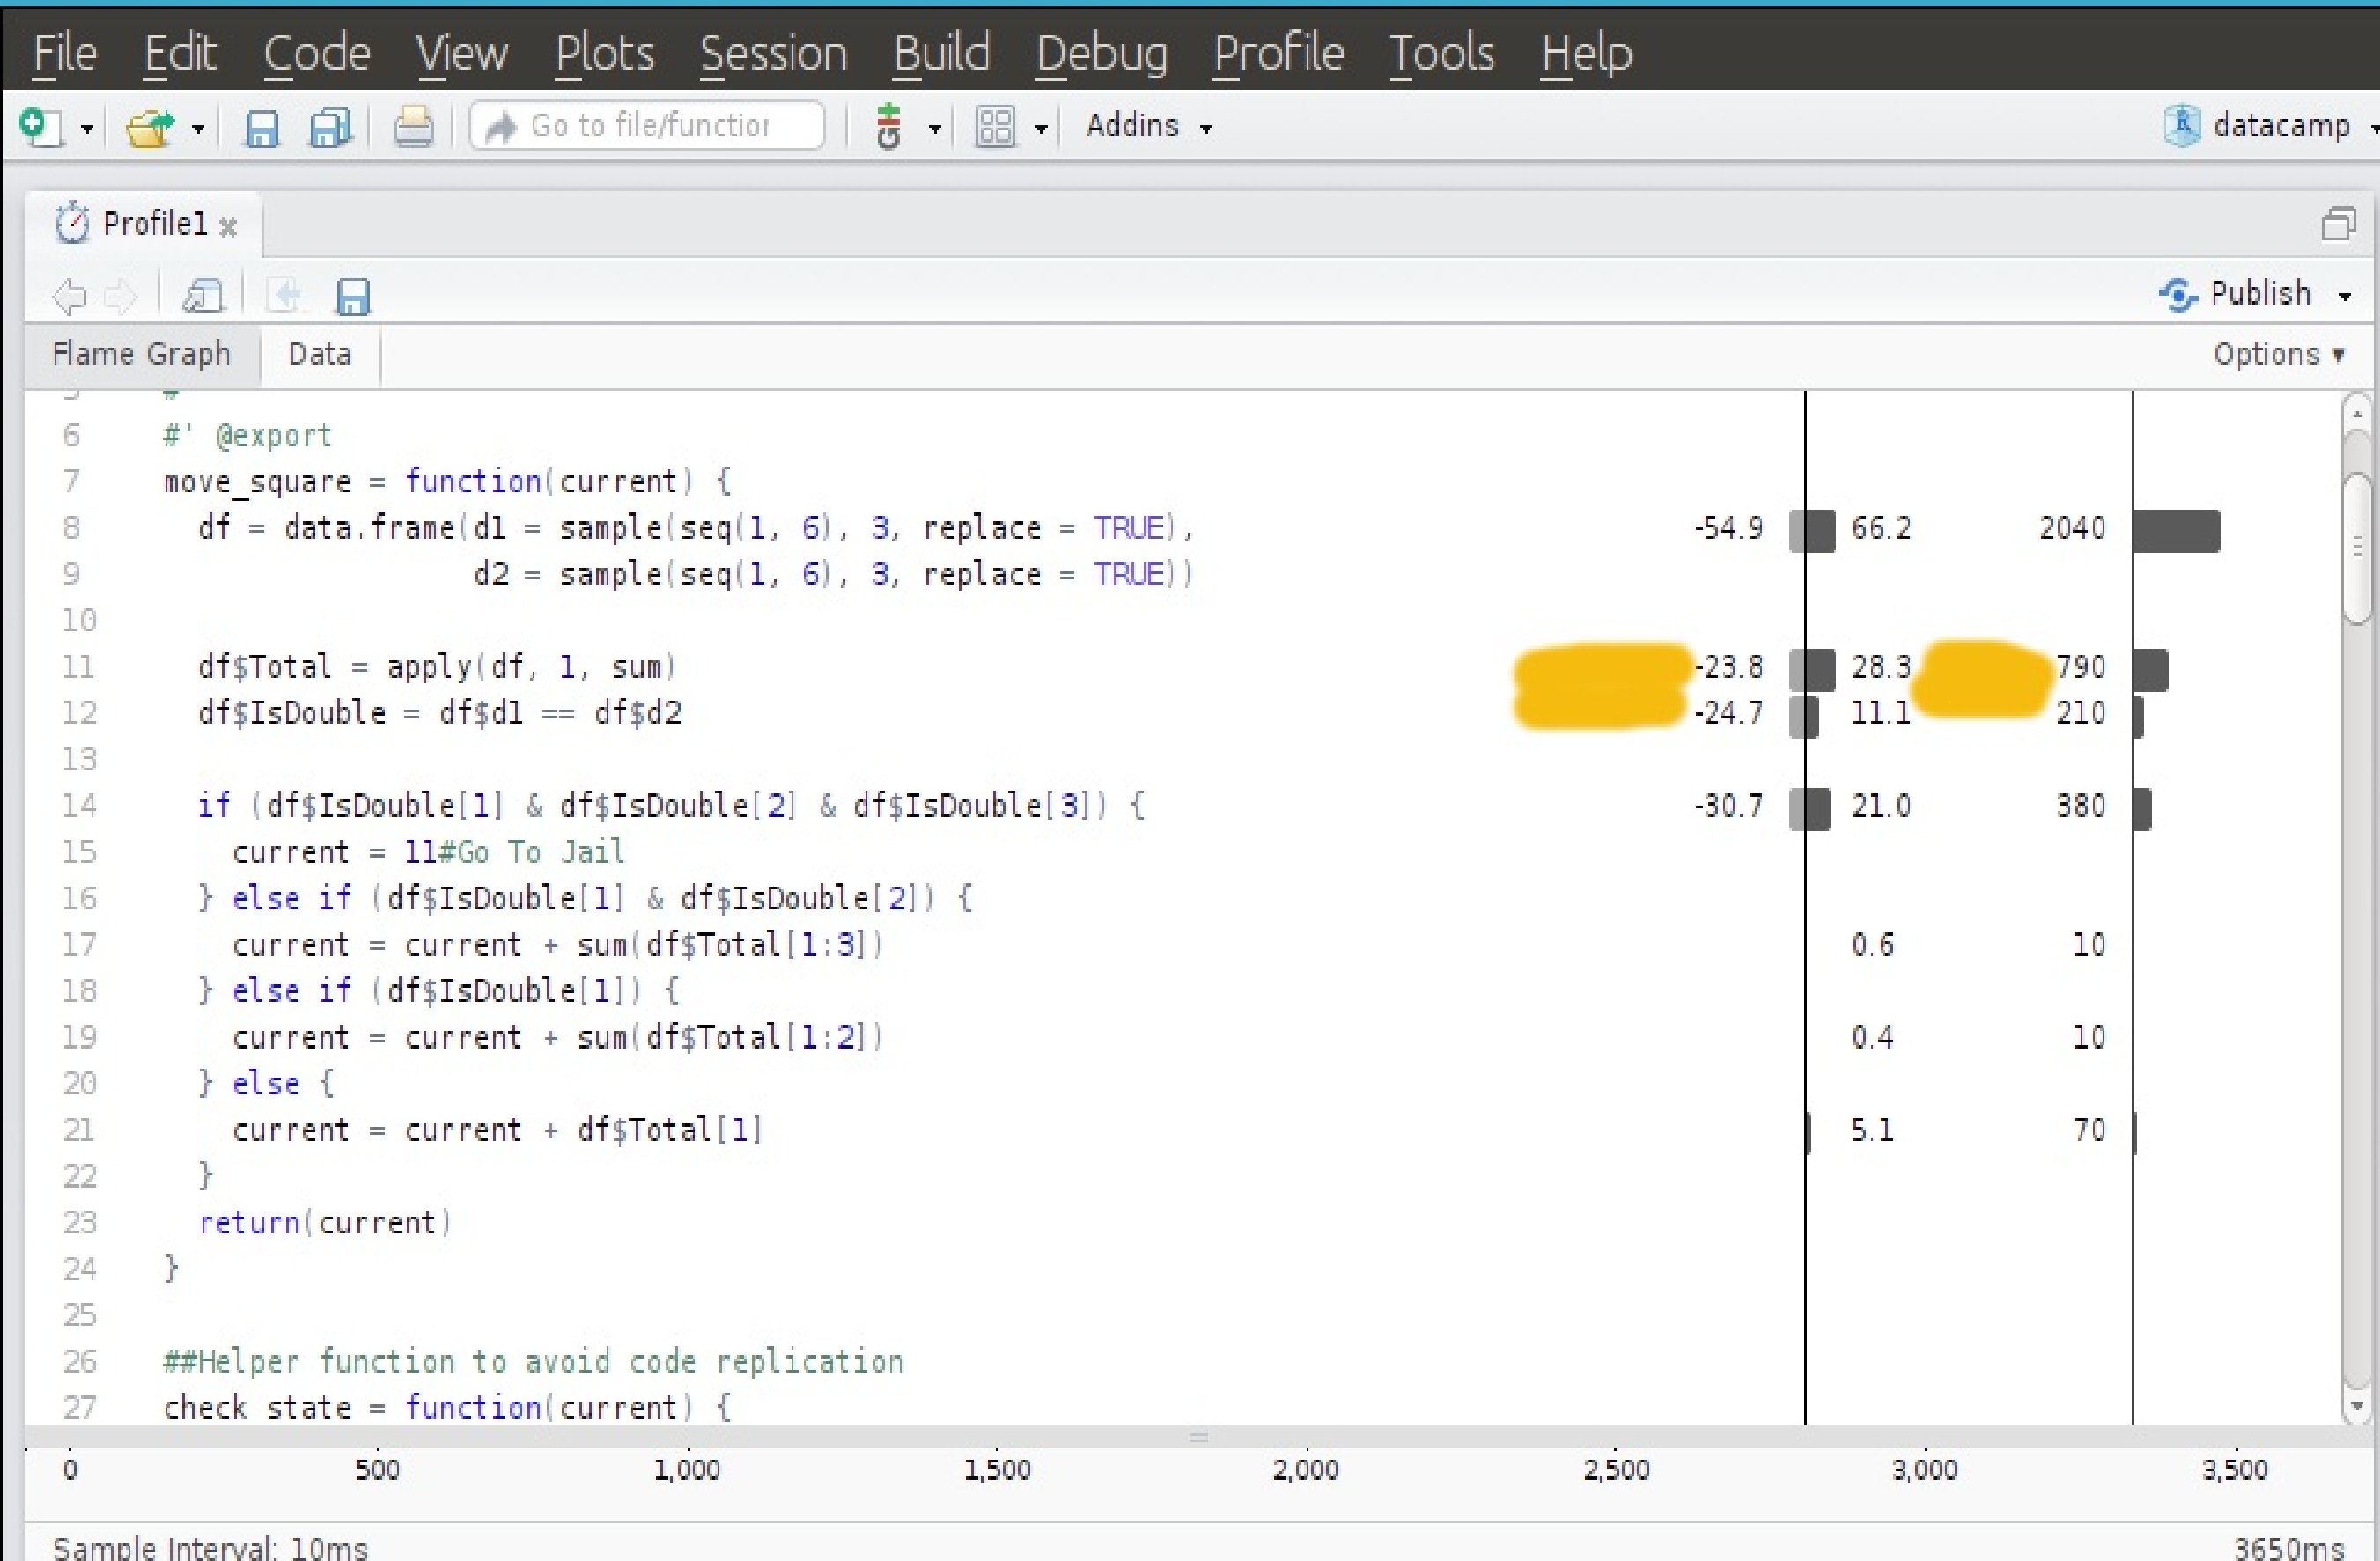 File Edit Code View Plots Session Build Debug Profile Tools Help
Go to file/function Addins datacamp
Profile1
Publish
Flame Graph Data Options
6 #' @export
7 move_square = function(current) {
8 df = data.frame(d1 = sample(seq(1, 6), 3, replace = TRUE), -54.9 66.2 2040
9 d2 = sample(seq(1, 6), 3, replace = TRUE))
10
11 df$Total = apply(df, 1, sum) -23.8 28.3 790
12 df$IsDouble = df$d1 == df$d2 -24.7 11.1 210
13
14 if (df$IsDouble[1] & df$IsDouble[2] & df$IsDouble[3]) { -30.7 21.0 380
15 current = 11#Go To Jail
16 } else if (df$IsDouble[1] & df$IsDouble[2]) {
17 current = current + sum(df$Total[1:3]) 0.6 10
18 } else if (df$IsDouble[1]) {
19 current = current + sum(df$Total[1:2]) 0.4 10
20 } else {
21 current = current + df$Total[1] 5.1 70
22 }
23 return(current)
24 }
25
26 ##Helper function to avoid code replication
27 check state = function(current) {
0 500 1,000 1,500 2,000 2,500 3,000 3,500
Sample Interval: 10ms 3650ms